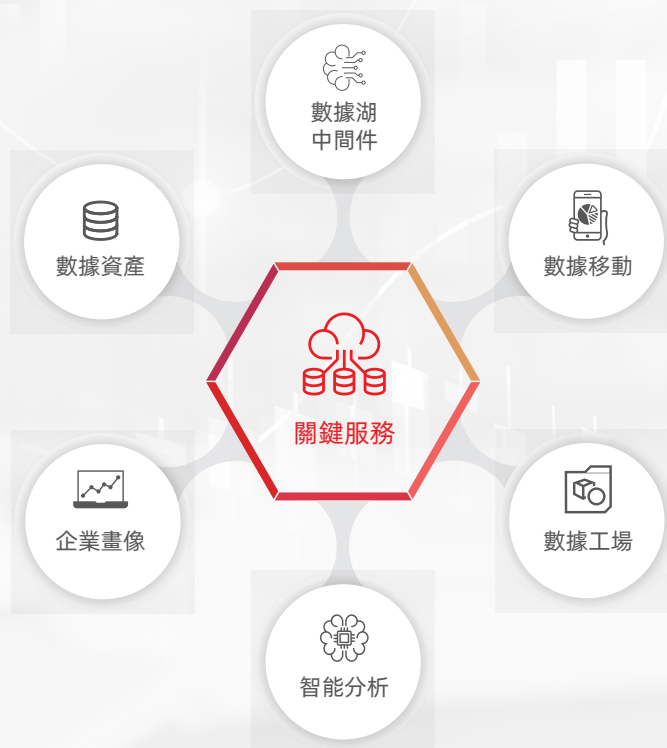 數據湖
中間件
數據資產
數據移動
關鍵服務
企業畫像
數據工場
智能分析